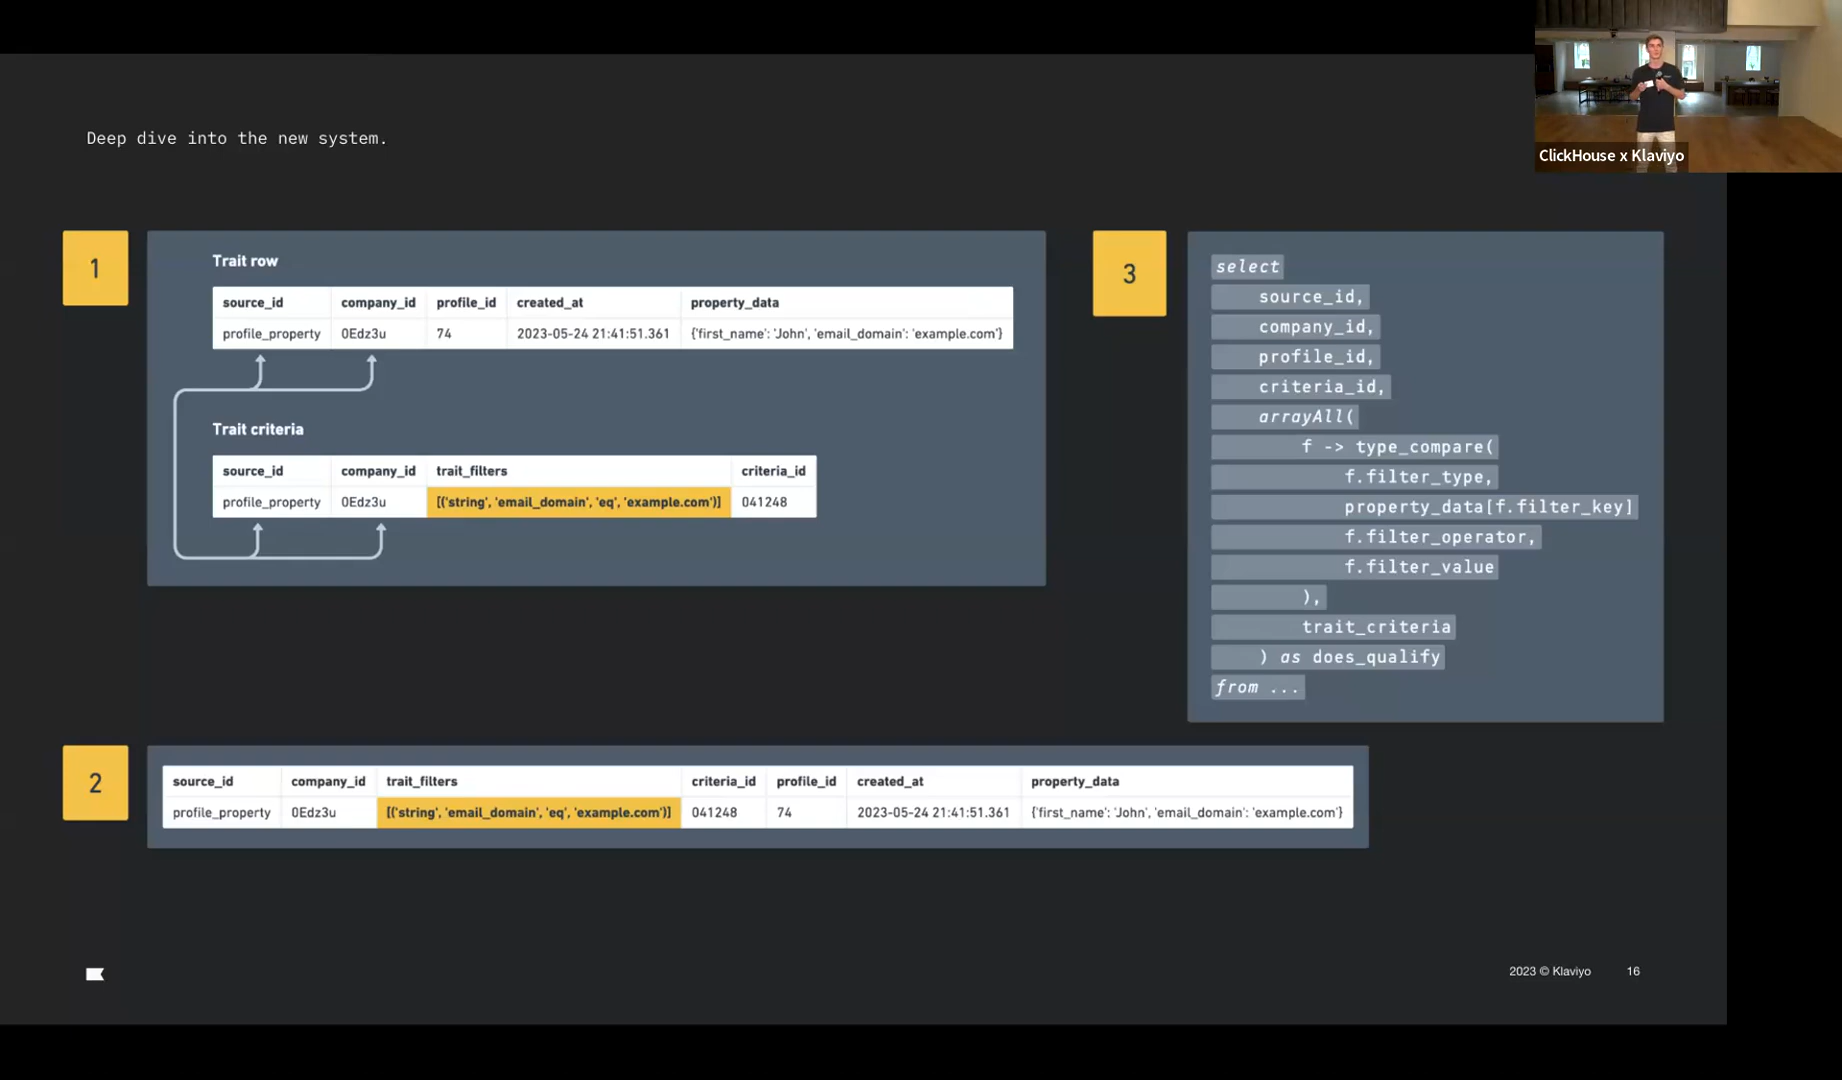 ClickHouse x Klaviyo
Deep dive into the new system.
1
Trait row
source_id company_id profile_id created_at property_data
profile_property 0Edz3u 74 2023-05-24 21:41:51.361 {'first_name': 'John', 'email_domain': 'example.com'}
Trait criteria
source_id company_id trait_filters criteria_id
profile_property 0Edz3u [('string', 'email_domain', 'eq', 'example.com')] 041248
3
select
source_id,
company_id,
profile_id,
criteria_id,
arrayAll(
f -> type_compare(
f.filter_type,
property_data[f.filter_key]
f.filter_operator,
f.filter_value
),
trait_criteria
) as does_qualify
from ...
2
source_id company_id trait_filters criteria_id profile_id created_at property_data
profile_property 0Edz3u [('string', 'email_domain', 'eq', 'example.com')] 041248 74 2023-05-24 21:41:51.361 {'first_name': 'John', 'email_domain': 'example.com'}
2023 © Klaviyo 16